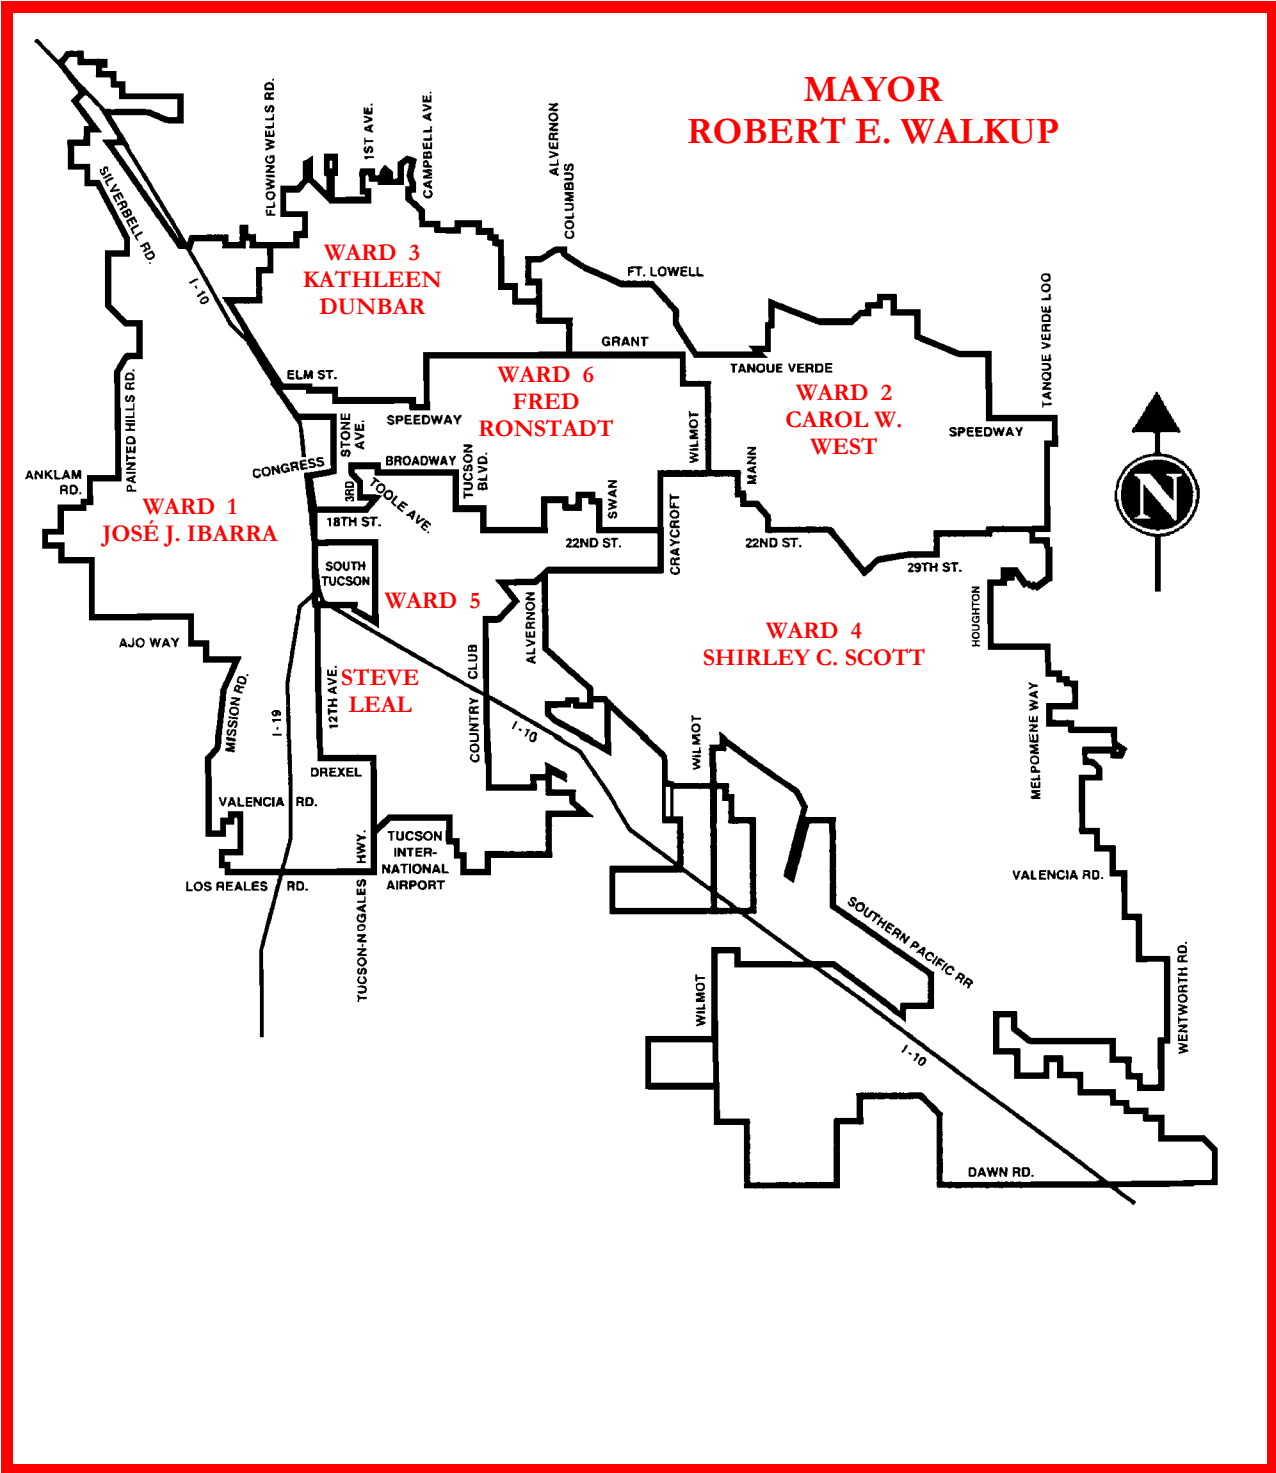 MAYOR
ROBERT E. WALKUP
FLOWING WELLS RD.
1ST AVE.
CAMPBELL AVE.
ALVERNON
COLUMBUS
SILVERBELL RD.
I-10
WARD 3
KATHLEEN
DUNBAR
FT. LOWELL
TANQUE VERDE LOO
GRANT
TANQUE VERDE
ELM ST.
WARD 6
FRED
RONSTADT
WARD 2
CAROL W.
WEST
PAINTED HILLS RD.
SPEEDWAY
STONE
AVE.
WILMOT
SPEEDWAY
CONGRESS
BROADWAY
TUCSON
BLVD.
MANN
ANKLAM
RD.
3RD
TOOLE AVE.
SWAN
WARD 1
JOSÉ J. IBARRA
18TH ST.
22ND ST.
CRAYCROFT
22ND ST.
N
SOUTH
TUCSON
29TH ST.
WARD 5
ALVERNON
HOUGHTON
AJO WAY
WARD 4
SHIRLEY C. SCOTT
STEVE
LEAL
MISSION RD.
I-19
12TH AVE.
COUNTRY CLUB
I-10
WILMOT
MELPOMENE WAY
DREXEL
VALENCIA RD.
TUCSON
INTER-
NATIONAL
AIRPORT
TUCSON-NOGALES HWY.
LOS REALES RD.
VALENCIA RD.
SOUTHERN PACIFIC RR
WILMOT
WENTWORTH RD.
I-10
DAWN RD.